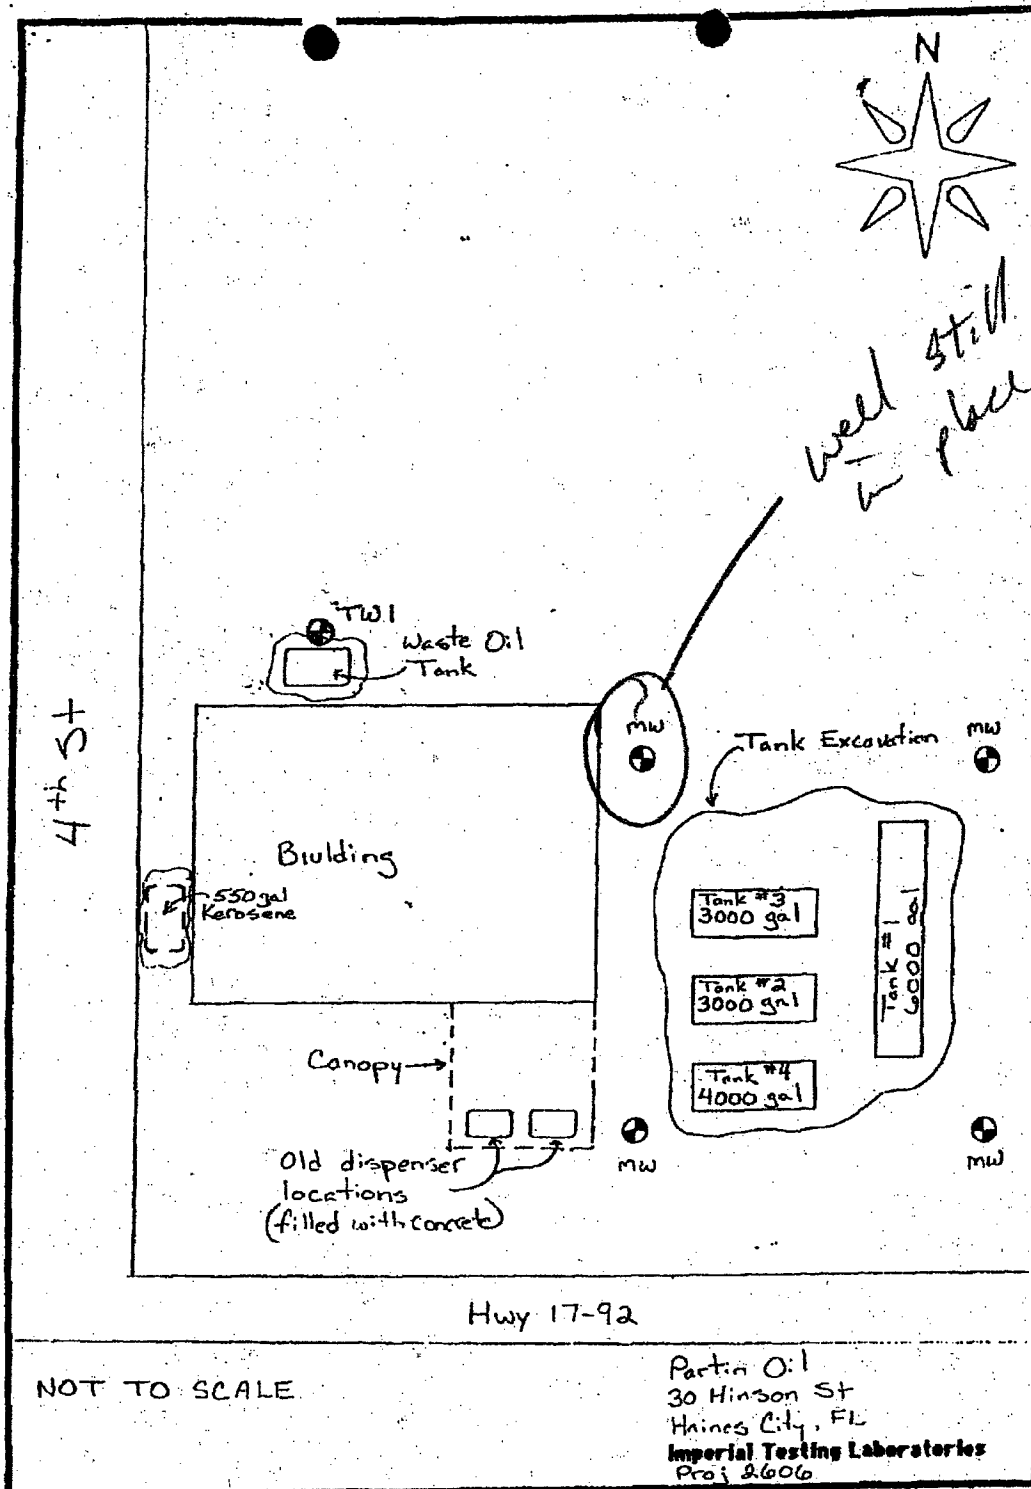 N
well still
in place
TW1
Waste Oil
Tank
4th St
mw
Tank Excavation
mw
Biulding
550 gal
Kerosene
Tank #3
3000 gal
Tank #1
6000 gal
Tank #2
3000 gal
Canopy
Tank #4
4000 gal
mw
mw
Old dispenser
locations
(filled with concrete)
Hwy 17-92
NOT TO SCALE
Partin Oil
30 Hinson St
Haines City, FL
Imperial Testing Laboratories
Proj 2606